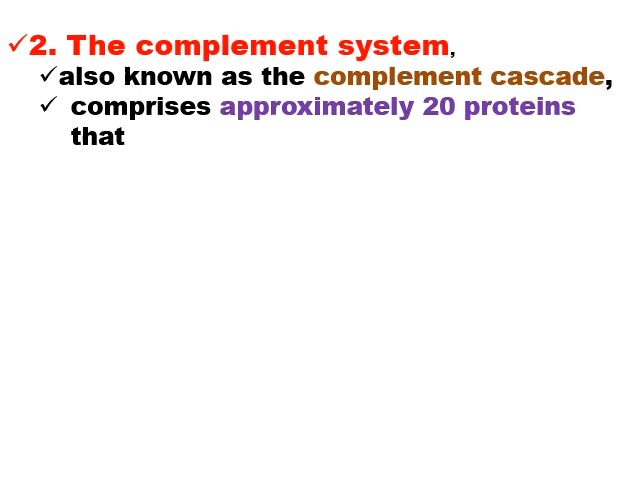 ✓2. The complement system,
✓also known as the complement cascade,
✓ comprises approximately 20 proteins
that